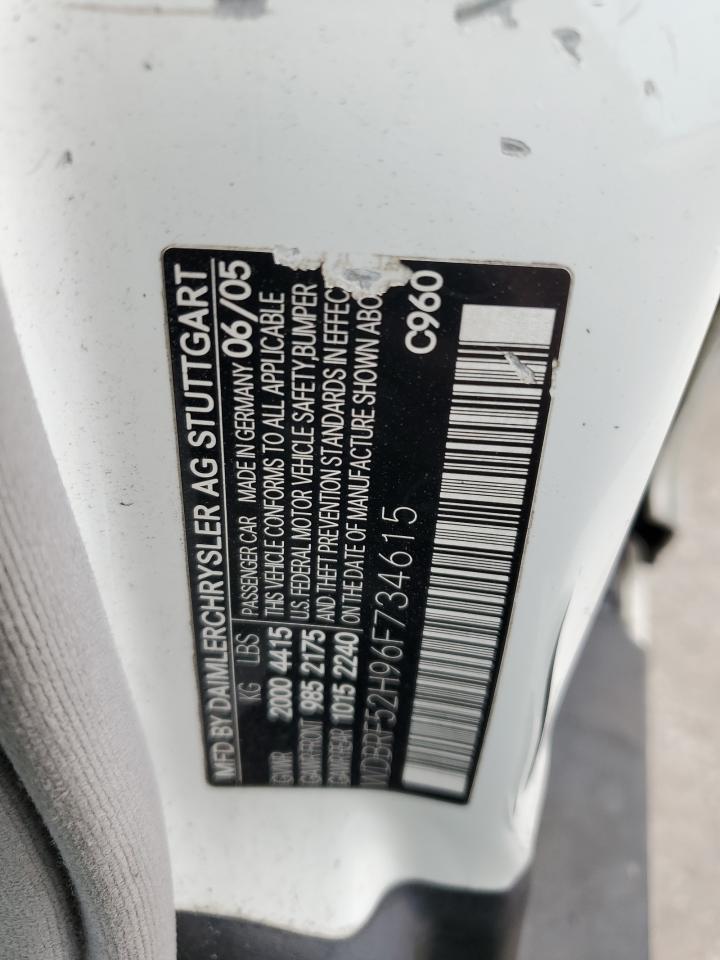 MFD BY DAIMLERCHRYSLER AG STUTTGART
KG LBS PASSENGER CAR MADE IN GERMANY 06/05
GVWR 2000 4415 THIS VEHICLE CONFORMS TO ALL APPLICABLE
GAWR FRONT 985 2175 U.S. FEDERAL MOTOR VEHICLE SAFETY,BUMPER
GAWR REAR 1015 2240 AND THEFT PREVENTION STANDARDS IN EFFECT
ON THE DATE OF MANUFACTURE SHOWN ABO
WDBRF52H96F734615 C960